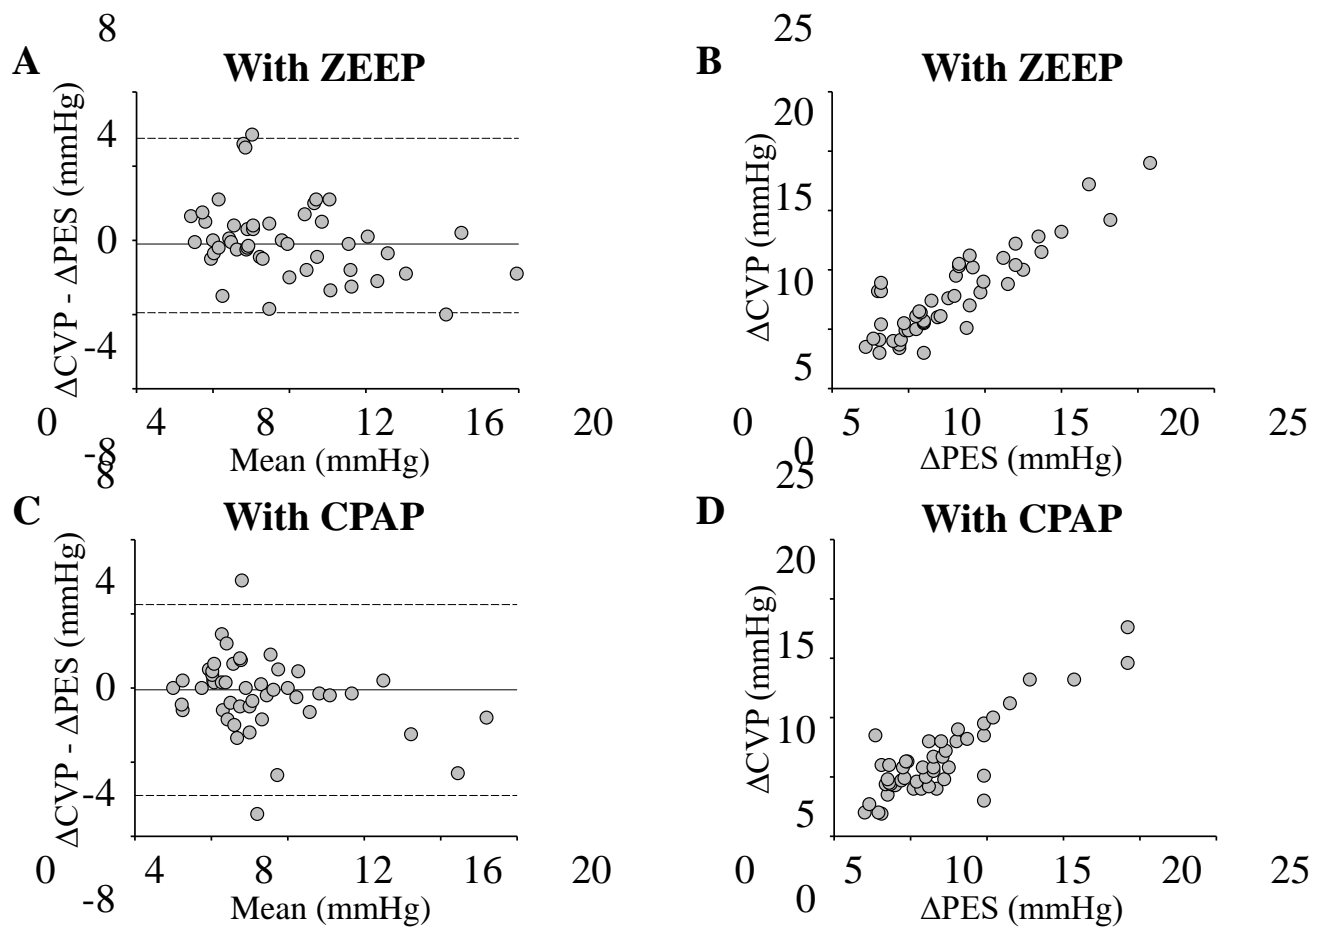 A
With ZEEP
8
4
0
-4
-8
ΔCVP - ΔPES (mmHg)
0 4 8 12 16 20
Mean (mmHg)
B
With ZEEP
25
20
15
10
5
0
ΔCVP (mmHg)
0 5 10 15 20 25
ΔPES (mmHg)
C
With CPAP
8
4
0
-4
-8
ΔCVP - ΔPES (mmHg)
0 4 8 12 16 20
Mean (mmHg)
D
With CPAP
25
20
15
10
5
0
ΔCVP (mmHg)
0 5 10 15 20 25
ΔPES (mmHg)